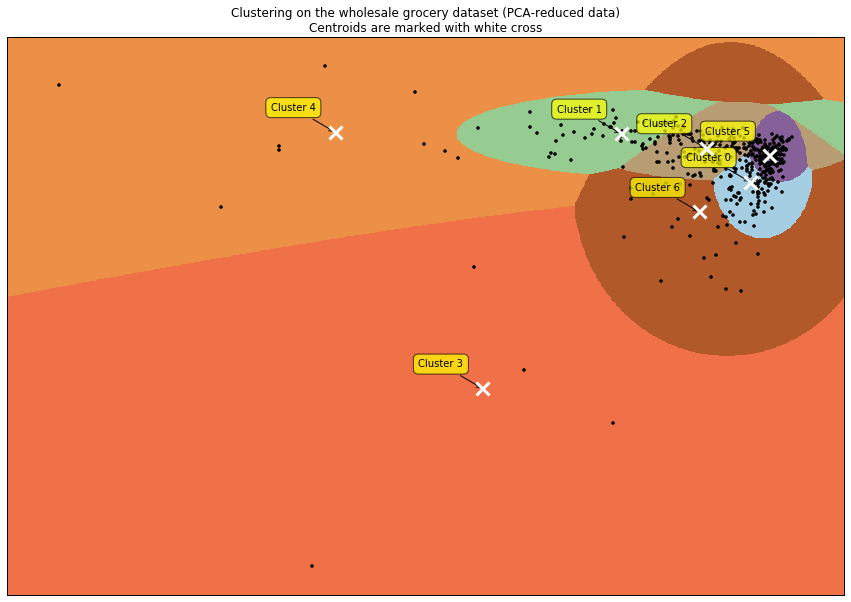 Clustering on the wholesale grocery dataset (PCA-reduced data)
Centroids are marked with white cross
Cluster 4
Cluster 1
Cluster 2
Cluster 5
Cluster 0
Cluster 6
Cluster 3